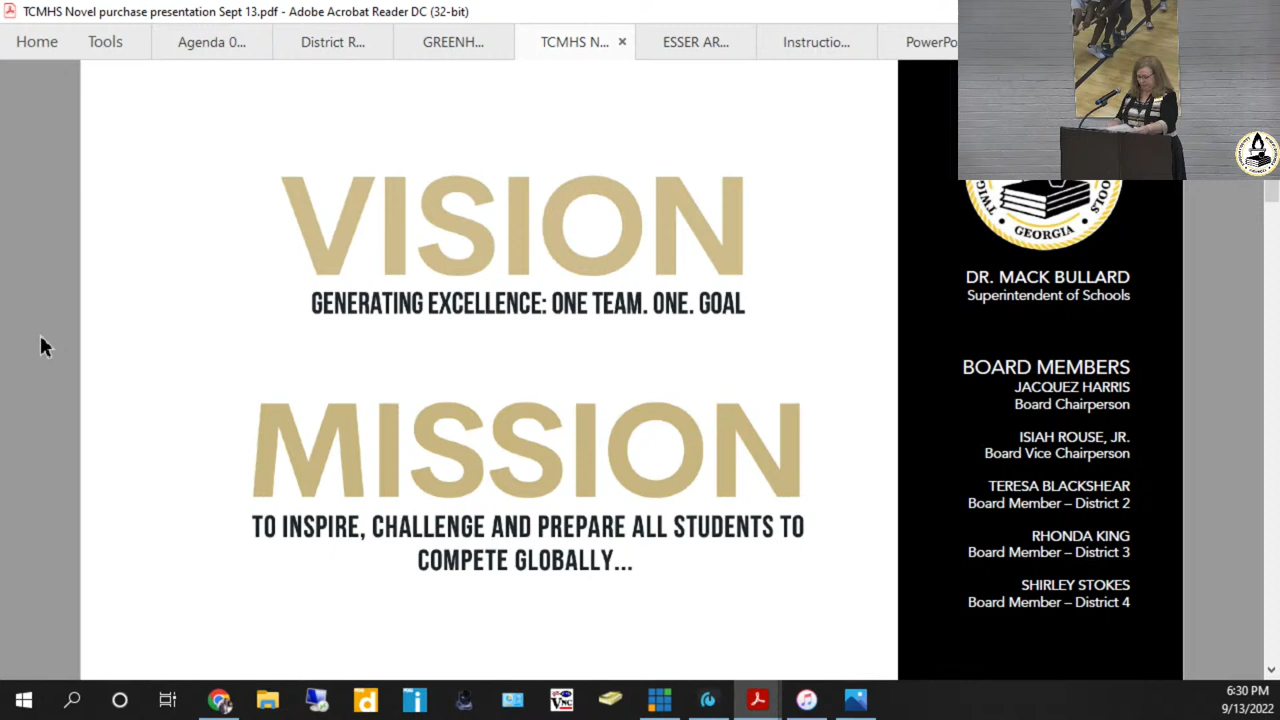 TCMHS Novel purchase presentation Sept 13.pdf - Adobe Acrobat Reader DC (32-bit)
Home
Tools
Agenda 0...
District R...
GREENH...
TCMHS N...
ESSER AR...
Instructio...
PowerPo
VISION
GENERATING EXCELLENCE: ONE TEAM. ONE. GOAL
MISSION
TO INSPIRE, CHALLENGE AND PREPARE ALL STUDENTS TO
COMPETE GLOBALLY...
TWIG
GEORGIA
OOLS
DR. MACK BULLARD
Superintendent of Schools
BOARD MEMBERS
JACQUEZ HARRIS
Board Chairperson
ISIAH ROUSE, JR.
Board Vice Chairperson
TERESA BLACKSHEAR
Board Member – District 2
RHONDA KING
Board Member – District 3
SHIRLEY STOKES
Board Member – District 4
6:30 PM
9/13/2022